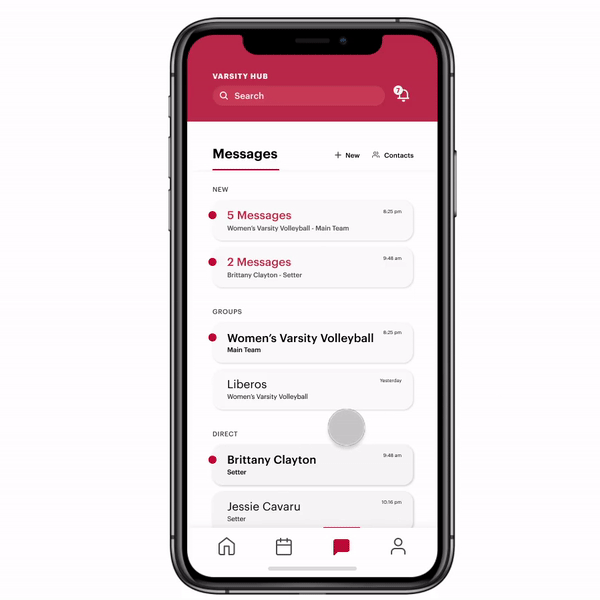 VARSITY HUB
Search
7
Messages
New
Contacts
NEW
5 Messages
8:25 pm
Women's Varsity Volleyball - Main Team
2 Messages
9:48 am
Brittany Clayton - Setter
GROUPS
Women's Varsity Volleyball
8:25 pm
Main Team
Liberos
Yesterday
Women's Varsity Volleyball
DIRECT
Brittany Clayton
9:48 am
Setter
Jessie Cavaru
10:16 pm
Setter